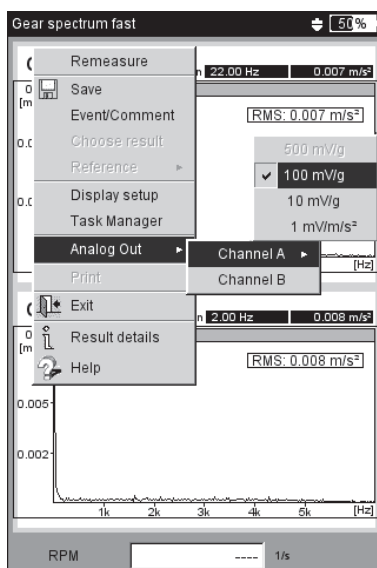 Gear spectrum fast 50%
Remeasure
22.00 Hz 0.007 m/s²
Save
[m
Event/Comment
RMS: 0.007 m/s²
Choose result
500 mV/g
Reference
100 mV/g
Display setup
10 mV/g
Task Manager
1 mV/m/s²
Analog Out
Channel A
[Hz]
Print
Channel B
Exit
n 2.00 Hz 0.008 m/s²
Result details
[m
RMS: 0.008 m/s²
Help
0.005
0.002
1k 2k 3k 4k 5k [Hz]
RPM ---- 1/s